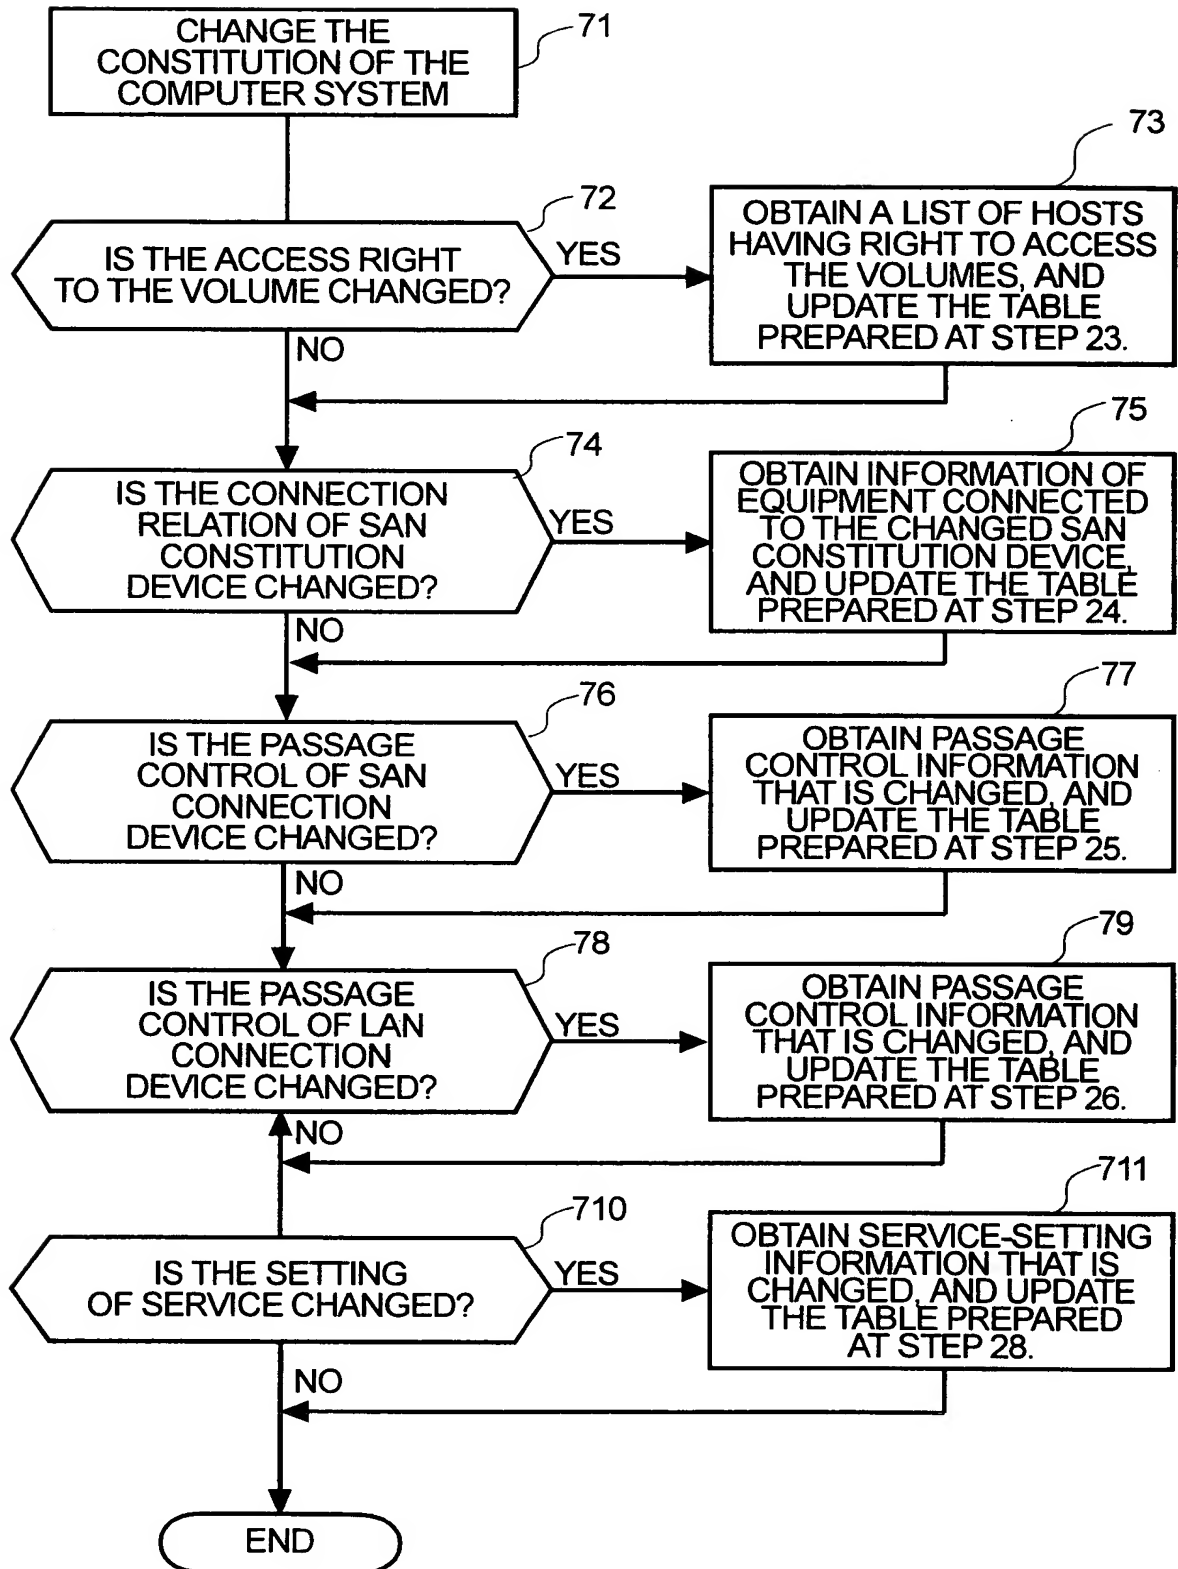 CHANGE THE
CONSTITUTION OF THE
COMPUTER SYSTEM
71
72
IS THE ACCESS RIGHT
TO THE VOLUME CHANGED?
YES
NO
73
OBTAIN A LIST OF HOSTS
HAVING RIGHT TO ACCESS
THE VOLUMES, AND
UPDATE THE TABLE
PREPARED AT STEP 23.
74
IS THE CONNECTION
RELATION OF SAN
CONSTITUTION
DEVICE CHANGED?
YES
NO
75
OBTAIN INFORMATION OF
EQUIPMENT CONNECTED
TO THE CHANGED SAN
CONSTITUTION DEVICE,
AND UPDATE THE TABLE
PREPARED AT STEP 24.
76
IS THE PASSAGE
CONTROL OF SAN
CONNECTION
DEVICE CHANGED?
YES
NO
77
OBTAIN PASSAGE
CONTROL INFORMATION
THAT IS CHANGED, AND
UPDATE THE TABLE
PREPARED AT STEP 25.
78
IS THE PASSAGE
CONTROL OF LAN
CONNECTION
DEVICE CHANGED?
YES
NO
79
OBTAIN PASSAGE
CONTROL INFORMATION
THAT IS CHANGED, AND
UPDATE THE TABLE
PREPARED AT STEP 26.
710
IS THE SETTING
OF SERVICE CHANGED?
YES
NO
711
OBTAIN SERVICE-SETTING
INFORMATION THAT IS
CHANGED, AND UPDATE
THE TABLE PREPARED
AT STEP 28.
END